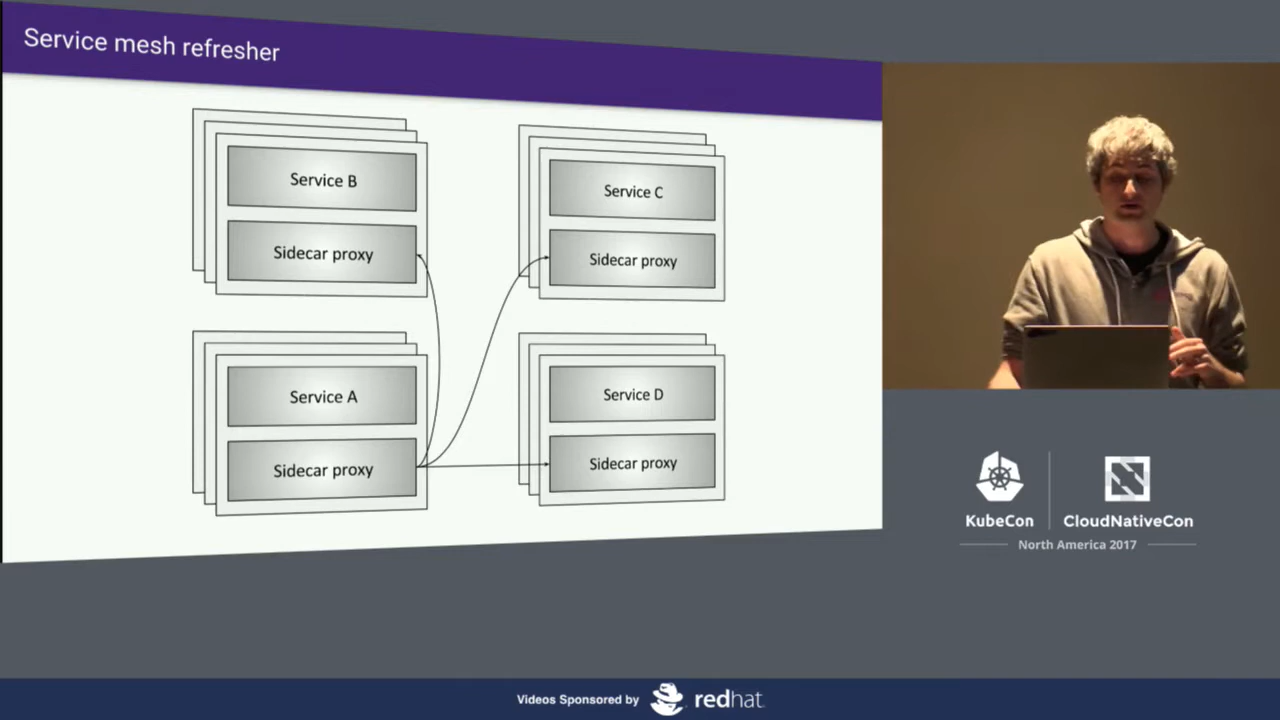 Service mesh refresher
Service B
Sidecar proxy
Service C
Sidecar proxy
Service A
Sidecar proxy
Service D
Sidecar proxy
KubeCon
CloudNativeCon
North America 2017
Videos Sponsored by
redhat